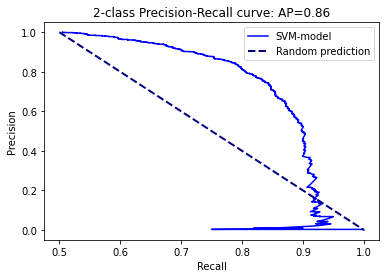 2-class Precision-Recall curve: AP=0.86
SVM-model
Random prediction
Precision
1.0
0.8
0.6
0.4
0.2
0.0
0.5 0.6 0.7 0.8 0.9 1.0
Recall